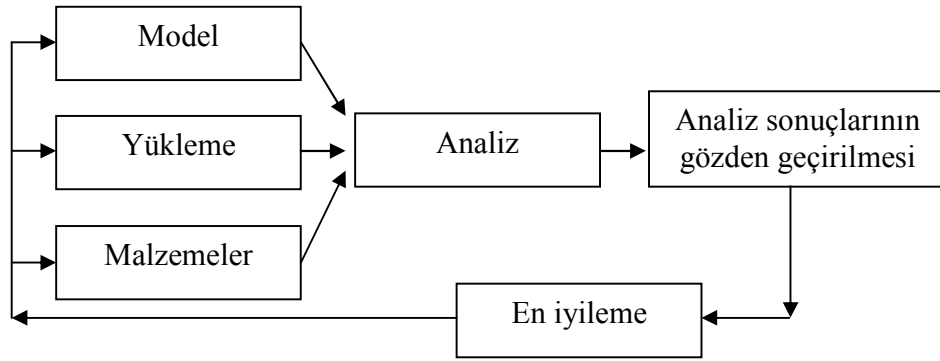 Model
Yükleme
Malzemeler
Analiz
Analiz sonuçlarının
gözden geçirilmesi
En iyileme